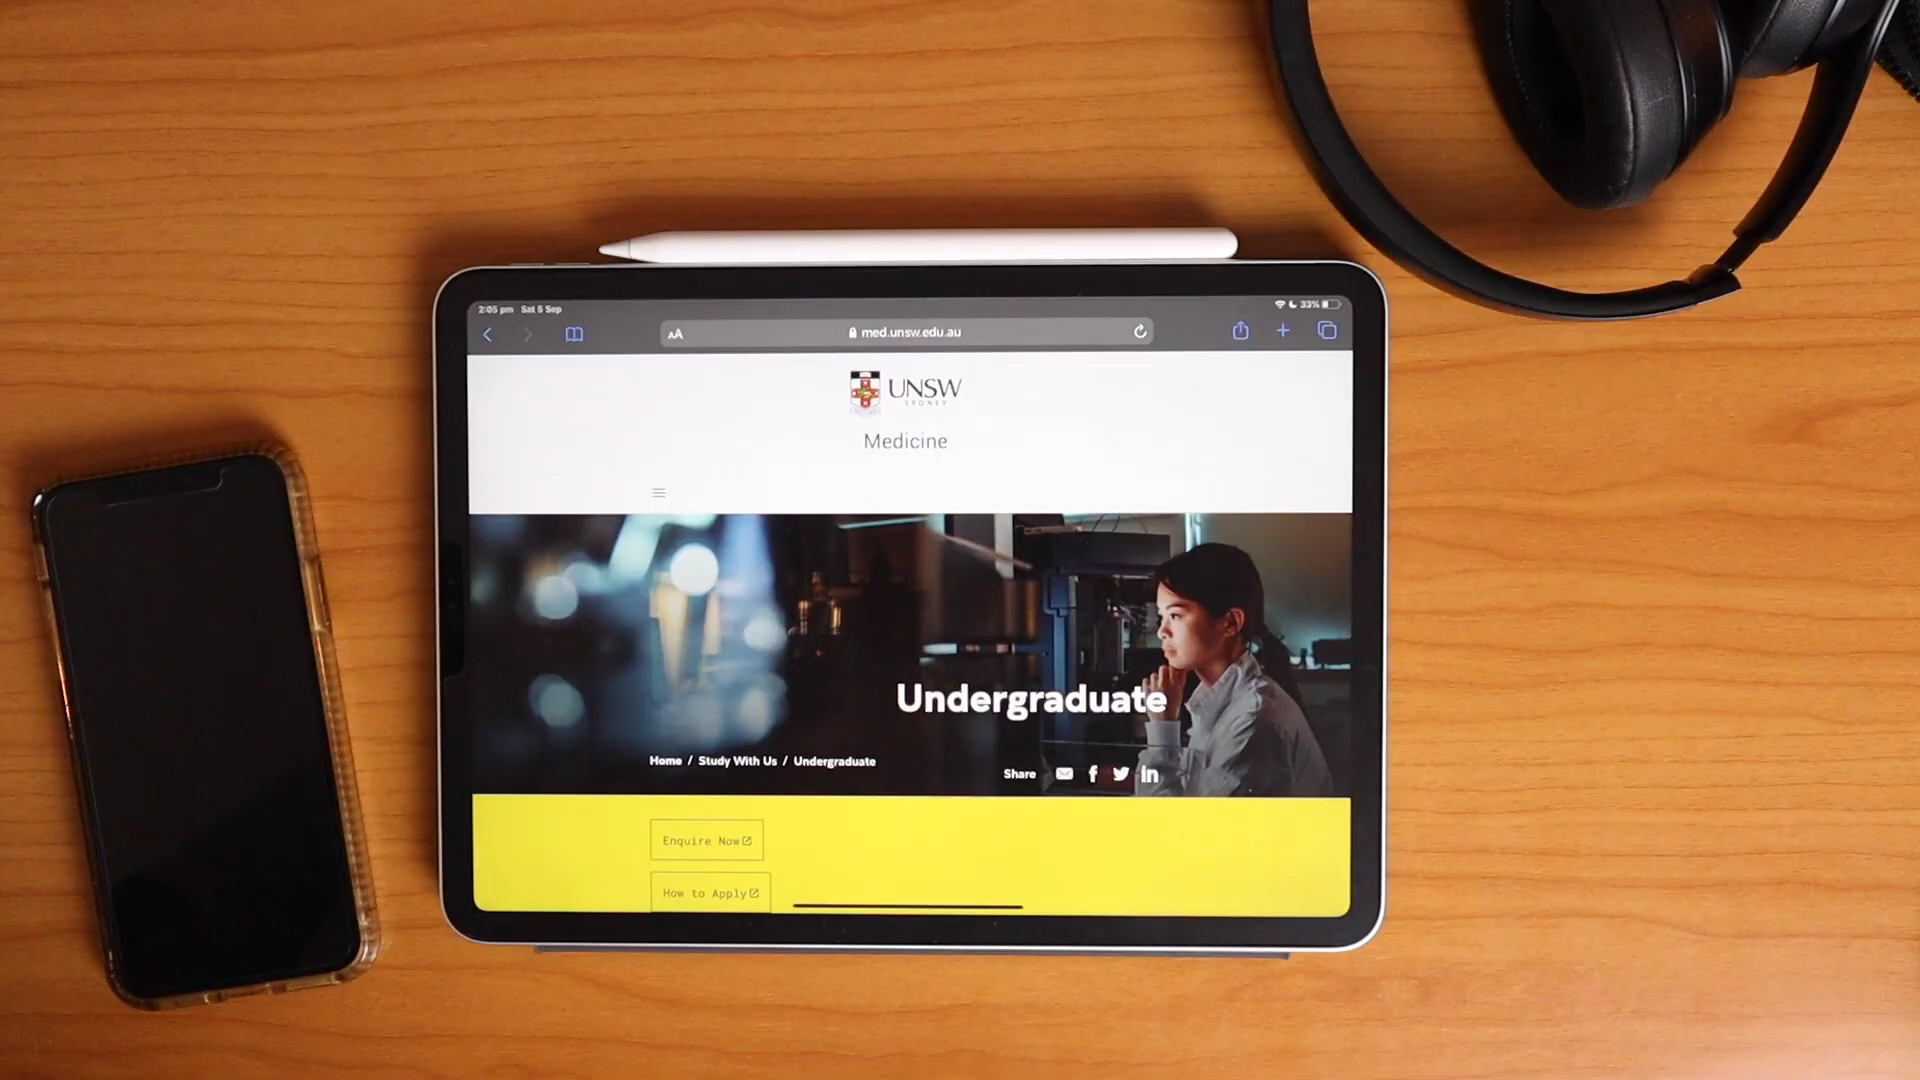 2:05 pm Sat 5 Sep
33%
AA
med.unsw.edu.au
UNSW
SYDNEY
Medicine
Undergraduate
Home / Study With Us / Undergraduate
Share
Enquire Now
How to Apply